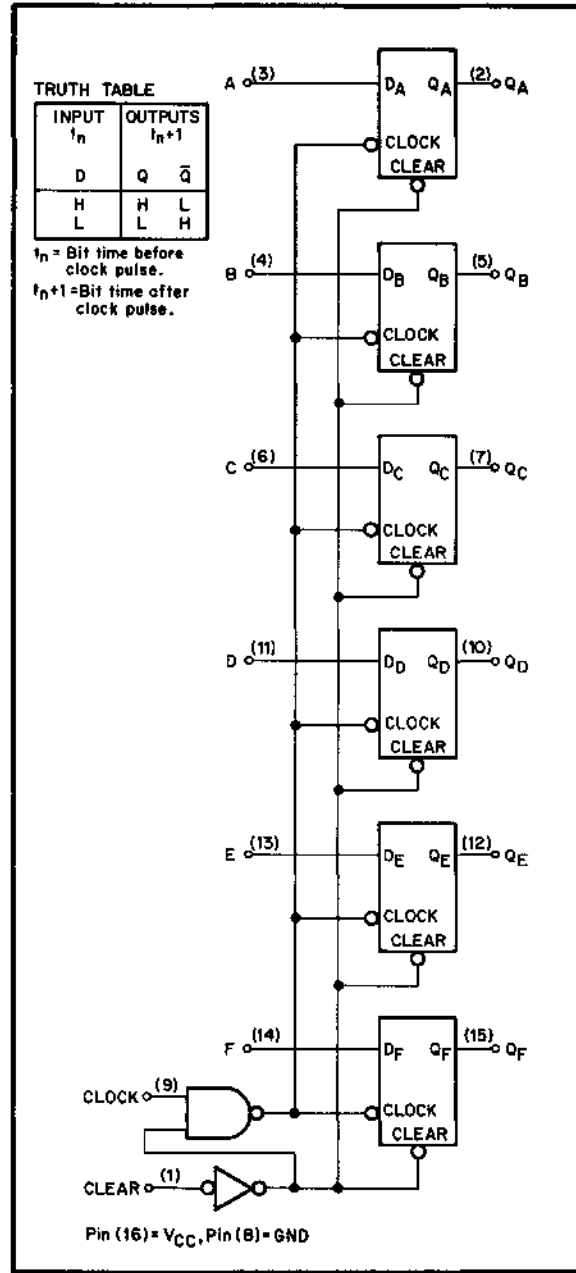 TRUTH TABLE
INPUT OUTPUTS
tn tn+1
D Q Q̄
H H L
L L H
tn = Bit time before
clock pulse.
tn+1 = Bit time after
clock pulse.
A (3) DA QA (2) QA
CLOCK
CLEAR
B (4) DB QB (5) QB
CLOCK
CLEAR
C (6) DC QC (7) QC
CLOCK
CLEAR
D (11) DD QD (10) QD
CLOCK
CLEAR
E (13) DE QE (12) QE
CLOCK
CLEAR
F (14) DF QF (15) QF
CLOCK (9) CLOCK
CLEAR
CLEAR (1)
Pin (16) = VCC, Pin (8) = GND